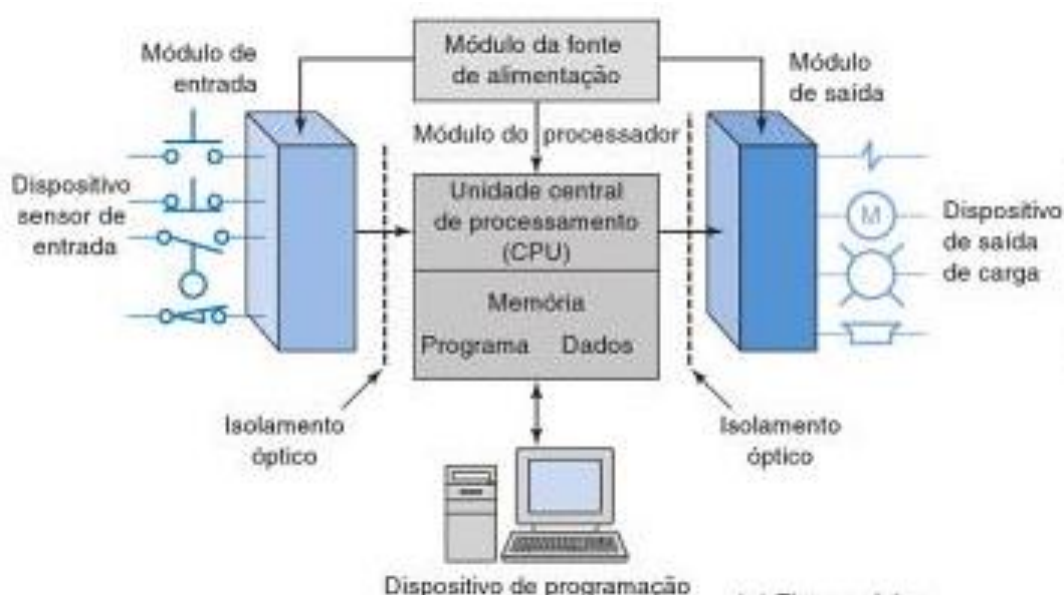 Módulo da fonte
de alimentação
Módulo de
entrada
Módulo
de saída
Módulo do processador
Dispositivo
sensor de
entrada
Unidade central
de processamento
(CPU)
M
Dispositivo
de saída
de carga
Memória
Programa Dados
Isolamento
óptico
Isolamento
óptico
Dispositivo de programação